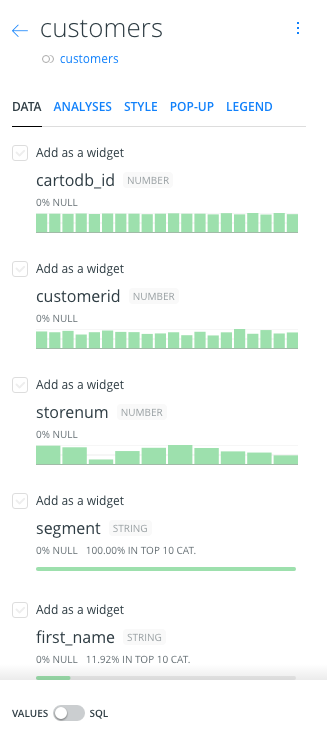 customers
customers
DATA ANALYSES STYLE POP-UP LEGEND
Add as a widget
cartodb_id NUMBER
0% NULL
Add as a widget
customerid NUMBER
0% NULL
Add as a widget
storenum NUMBER
0% NULL
Add as a widget
segment STRING
0% NULL 100.00% IN TOP 10 CAT.
Add as a widget
first_name STRING
0% NULL 11.92% IN TOP 10 CAT.
VALUES SQL